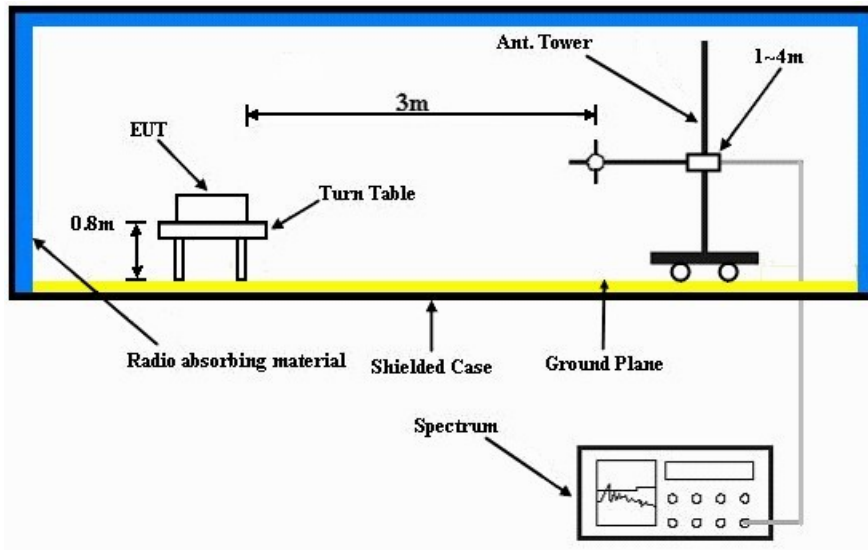 Ant. Tower
1~4m
3m
EUT
Turn Table
0.8m
Radio absorbing material
Shielded Case
Ground Plane
Spectrum